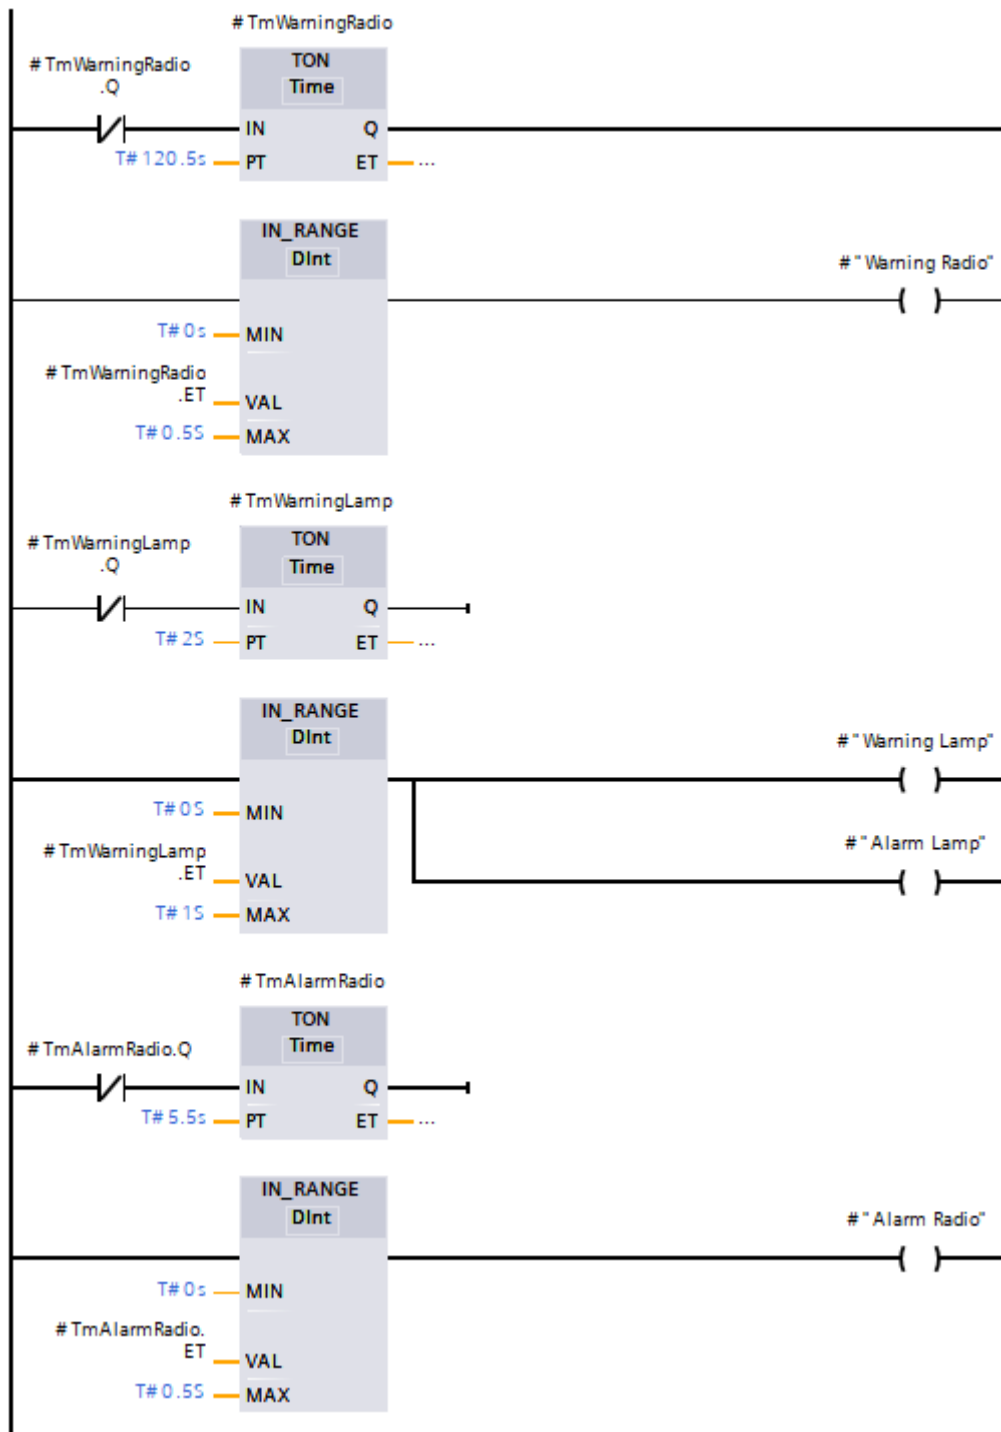 # TmWarningRadio
# TmWarningRadio
.Q
TON
Time
IN Q
T# 120.5s PT ET ...
IN_RANGE
DInt
#"Warning Radio"
T# 0s MIN
# TmWarningRadio
.ET
VAL
T# 0.5S MAX
# TmWarningLamp
# TmWarningLamp
.Q
TON
Time
IN Q
T# 2S PT ET ...
IN_RANGE
DInt
#"Warning Lamp"
T# 0S MIN
#"Alarm Lamp"
# TmWarningLamp
.ET
VAL
T# 1S MAX
# TmAlarmRadio
TON
Time
# TmAlarmRadio.Q
IN Q
T# 5.5s PT ET ...
IN_RANGE
DInt
#"Alarm Radio"
T# 0s MIN
# TmAlarmRadio.
ET
VAL
T# 0.5S MAX